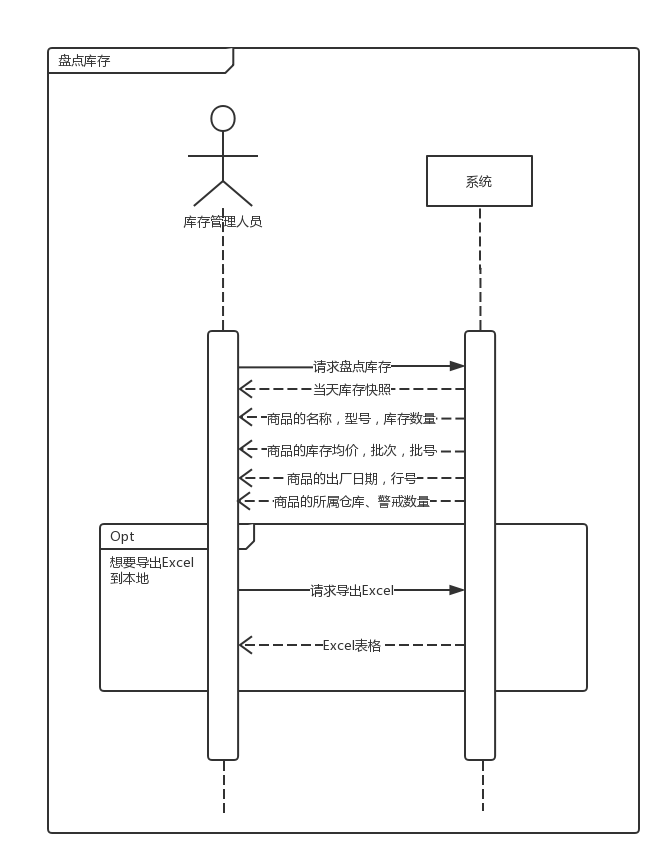 盘点库存
系统
库存管理人员
请求盘点库存
当天库存快照
商品的名称，型号，库存数量
商品的库存均价，批次，批号
商品的出厂日期，行号
商品的所属仓库、警戒数量
Opt
想要导出Excel
到本地
请求导出Excel
Excel表格